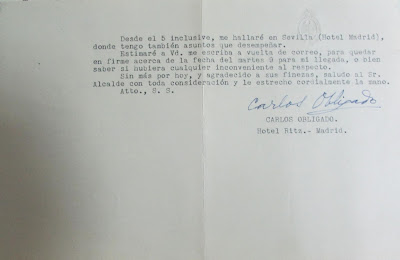 Desde el 5 inclusive, me hallaré en Sevilla (Hotel Madrid),
donde tengo también asuntos que desempeñar.
Estimaré a Vd. me escriba a vuelta de correo, para quedar
en firme acerca de la fecha del martes 9 para mi llegada, o bien
saber si hubiera cualquier inconveniente al respecto.
Sin más por hoy, y agradecido a sus finezas, saludo al Sr.
Alcalde con toda consideración y le estrecho cordialmente la mano.
Atto., S. S.
Carlos Obligado
CARLOS OBLIGADO.
Hotel Ritz.- Madrid.